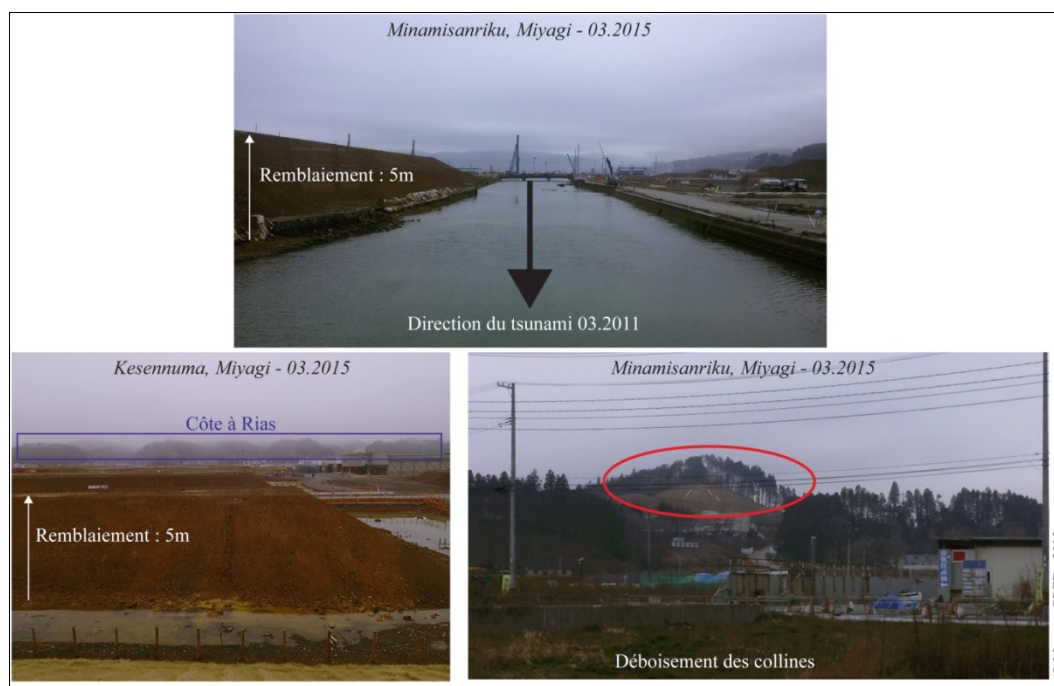 Minamisanriku, Miyagi - 03.2015
Remblaiement : 5m
Direction du tsunami 03.2011
Kesennuma, Miyagi - 03.2015
Côte à Rias
Remblaiement : 5m
Minamisanriku, Miyagi - 03.2015
Déboisement des collines